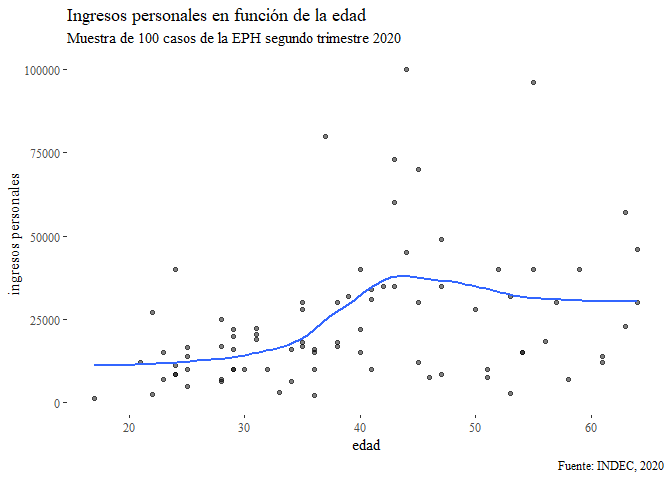 Ingresos personales en función de la edad
Muestra de 100 casos de la EPH segundo trimestre 2020
100000
75000
50000
25000
0
ingresos personales
20 30 40 50 60
edad
Fuente: INDEC, 2020